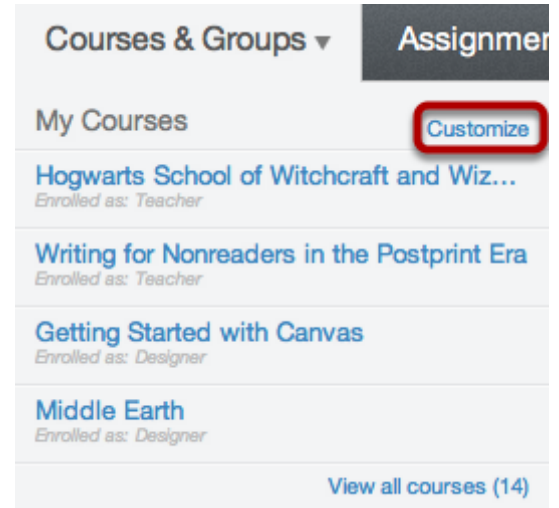 Courses & Groups ▾ Assignmen
My Courses Customize
Hogwarts School of Witchcraft and Wiz...
Enrolled as: Teacher
Writing for Nonreaders in the Postprint Era
Enrolled as: Teacher
Getting Started with Canvas
Enrolled as: Designer
Middle Earth
Enrolled as: Designer
View all courses (14)